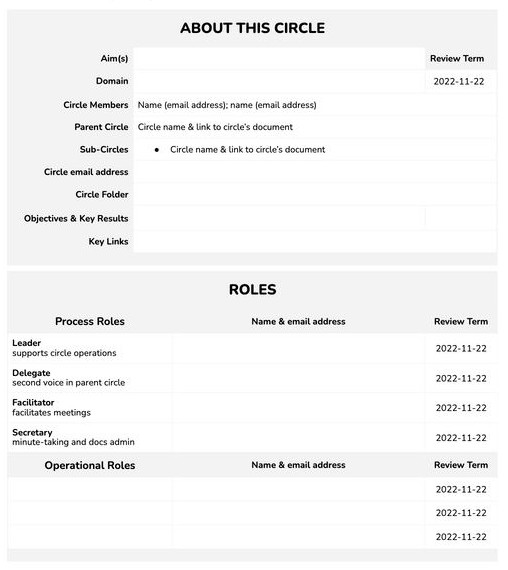 ABOUT THIS CIRCLE
Aim(s) Review Term
Domain 2022-11-22
Circle Members Name (email address); name (email address)
Parent Circle Circle name & link to circle's document
Sub-Circles ● Circle name & link to circle's document
Circle email address
Circle Folder
Objectives & Key Results
Key Links
ROLES
Process Roles Name & email address Review Term
Leader
supports circle operations 2022-11-22
Delegate
second voice in parent circle 2022-11-22
Facilitator
facilitates meetings 2022-11-22
Secretary
minute-taking and docs admin 2022-11-22
Operational Roles Name & email address Review Term
2022-11-22
2022-11-22
2022-11-22